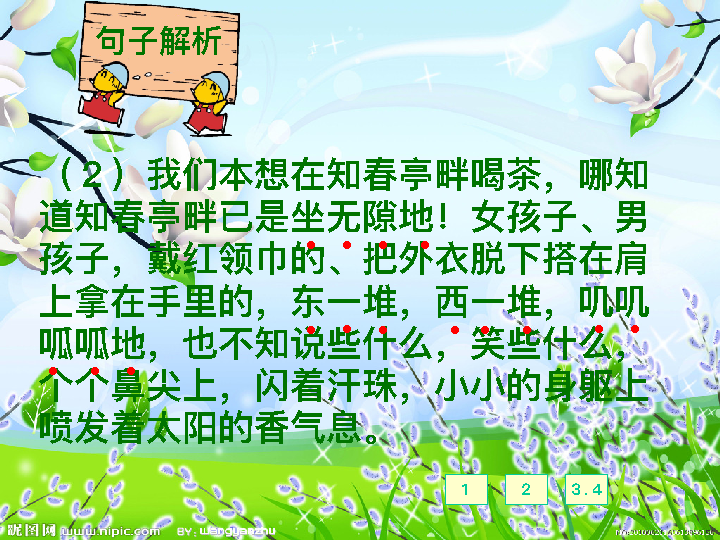 句子解析
（2）我们本想在知春亭畔喝茶，哪知
道知春亭畔已是坐无隙地！女孩子、男
孩子，戴红领巾的、把外衣脱下搭在肩
上拿在手里的，东一堆，西一堆，叽叽
呱呱地，也不知说些什么，笑些什么，
个个鼻尖上，闪着汗珠，小小的身躯上
喷发着太阳的香气息。
1 2 3.4
昵图网 www.nipic.com BY: wangyanzhu